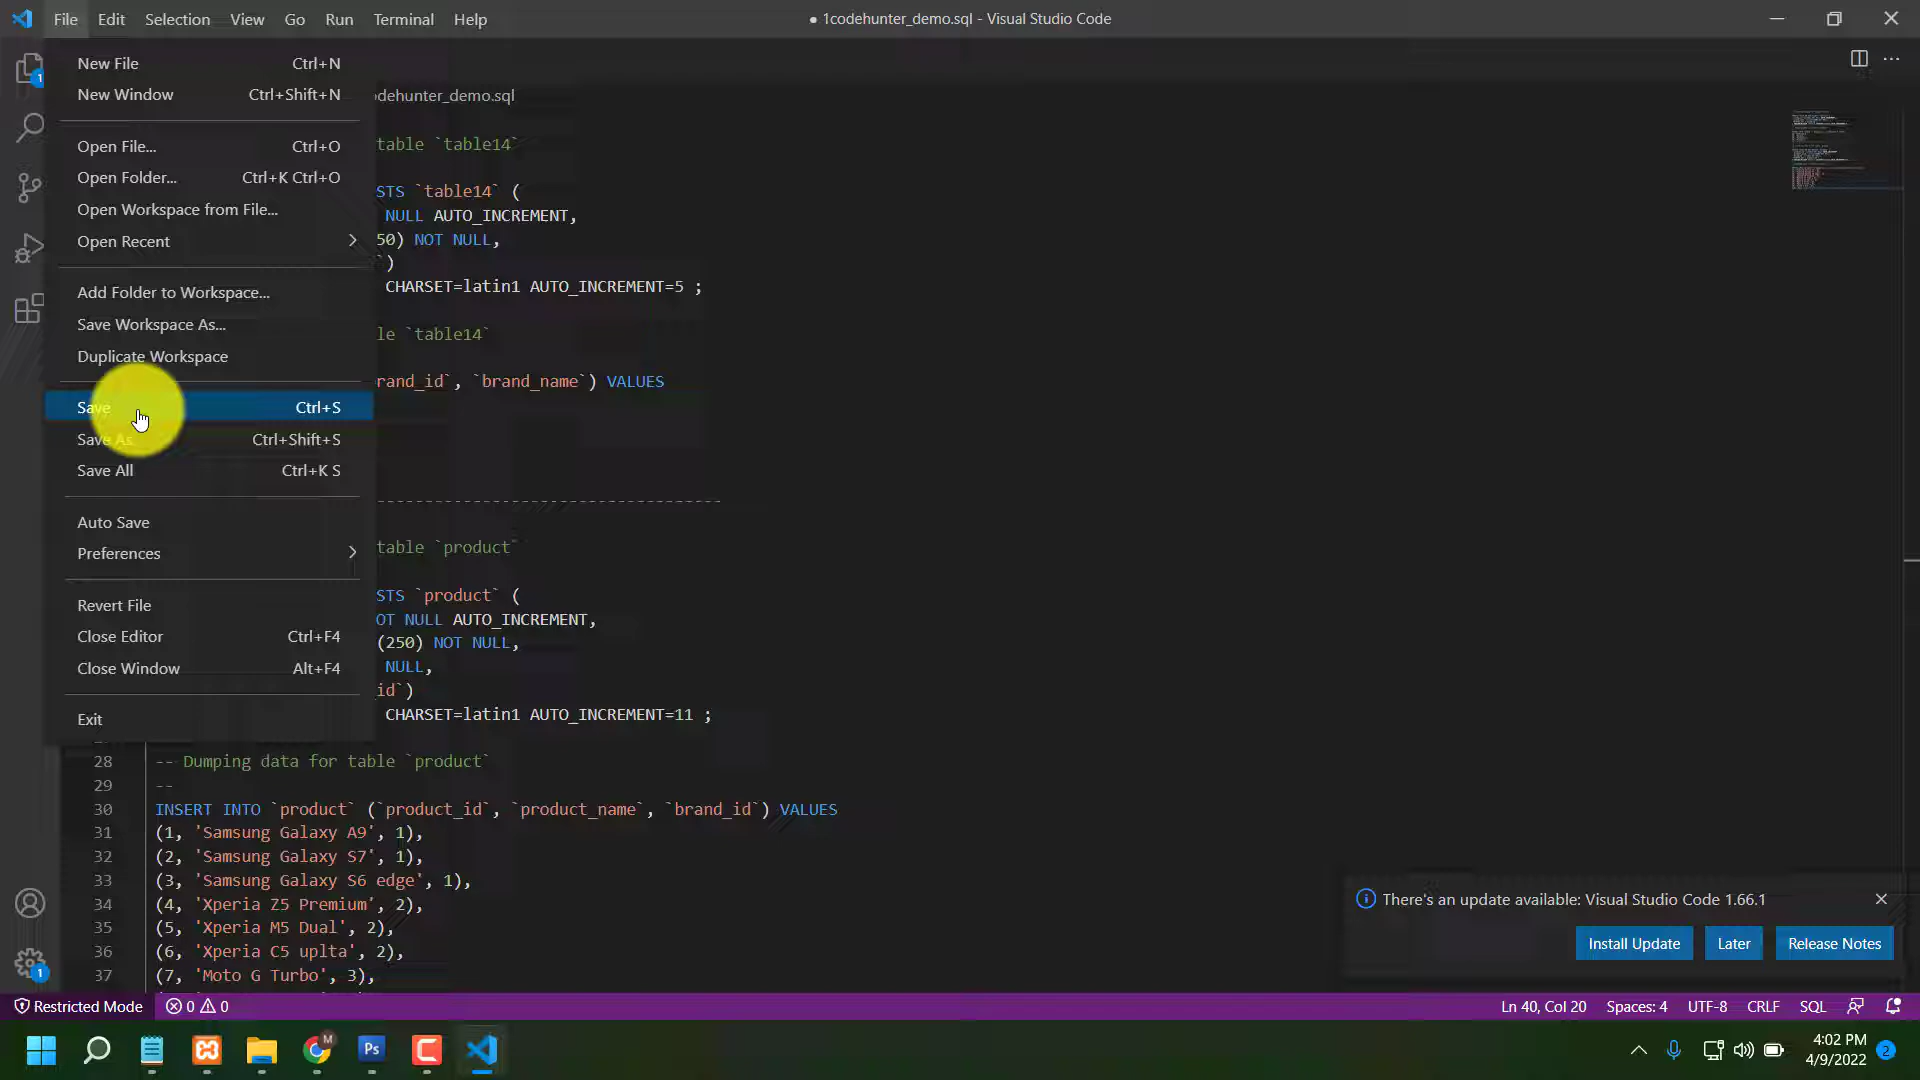 File Edit Selection View Go Run Terminal Help
● 1codehunter_demo.sql - Visual Studio Code
New File Ctrl+N
New Window Ctrl+Shift+N
Open File... Ctrl+O
Open Folder... Ctrl+K Ctrl+O
Open Workspace from File...
Open Recent
Add Folder to Workspace...
Save Workspace As...
Duplicate Workspace
Save Ctrl+S
Save As Ctrl+Shift+S
Save All Ctrl+K S
Auto Save
Preferences
Revert File
Close Editor Ctrl+F4
Close Window Alt+F4
Exit
odehunter_demo.sql
table `table14`
STS `table14` (
NULL AUTO_INCREMENT,
50) NOT NULL,
`)
CHARSET=latin1 AUTO_INCREMENT=5 ;
le `table14`
rand_id`, `brand_name`) VALUES
------------------------------------
table `product`
STS `product` (
OT NULL AUTO_INCREMENT,
(250) NOT NULL,
NULL,
id`)
CHARSET=latin1 AUTO_INCREMENT=11 ;
28 -- Dumping data for table `product`
29 --
30 INSERT INTO `product` (`product_id`, `product_name`, `brand_id`) VALUES
31 (1, 'Samsung Galaxy A9', 1),
32 (2, 'Samsung Galaxy S7', 1),
33 (3, 'Samsung Galaxy S6 edge', 1),
34 (4, 'Xperia Z5 Premium', 2),
35 (5, 'Xperia M5 Dual', 2),
36 (6, 'Xperia C5 uplta', 2),
37 (7, 'Moto G Turbo', 3),
There's an update available: Visual Studio Code 1.66.1
Install Update Later Release Notes
Restricted Mode 0 0
Ln 40, Col 20 Spaces: 4 UTF-8 CRLF SQL
1
1
M
Ps
4:02 PM
4/9/2022
2